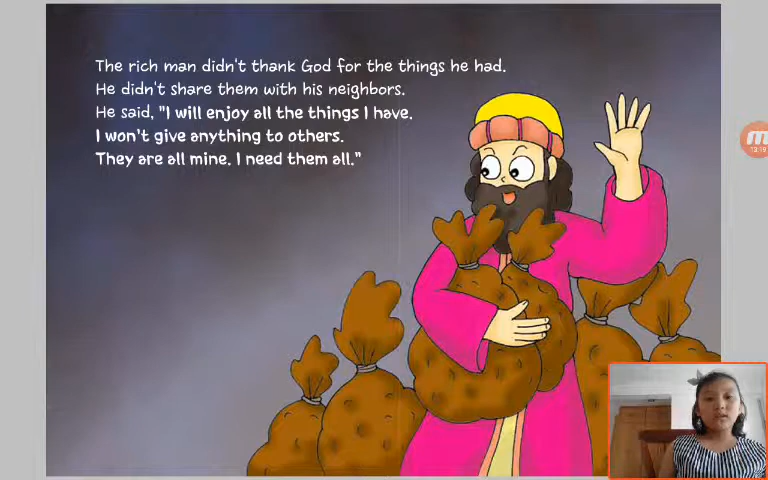 The rich man didn't thank God for the things he had.
He didn't share them with his neighbors.
He said, "I will enjoy all the things I have.
I won't give anything to others.
They are all mine. I need them all."
12:19